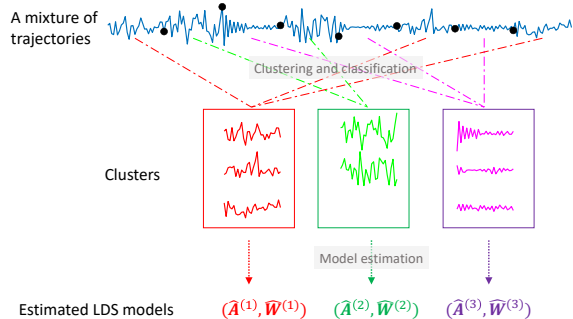 A mixture of
trajectories
Clustering and classification
Clusters
Model estimation
Estimated LDS models
(Â⁽¹⁾, Ŵ⁽¹⁾) (Â⁽²⁾, Ŵ⁽²⁾) (Â⁽³⁾, Ŵ⁽³⁾)